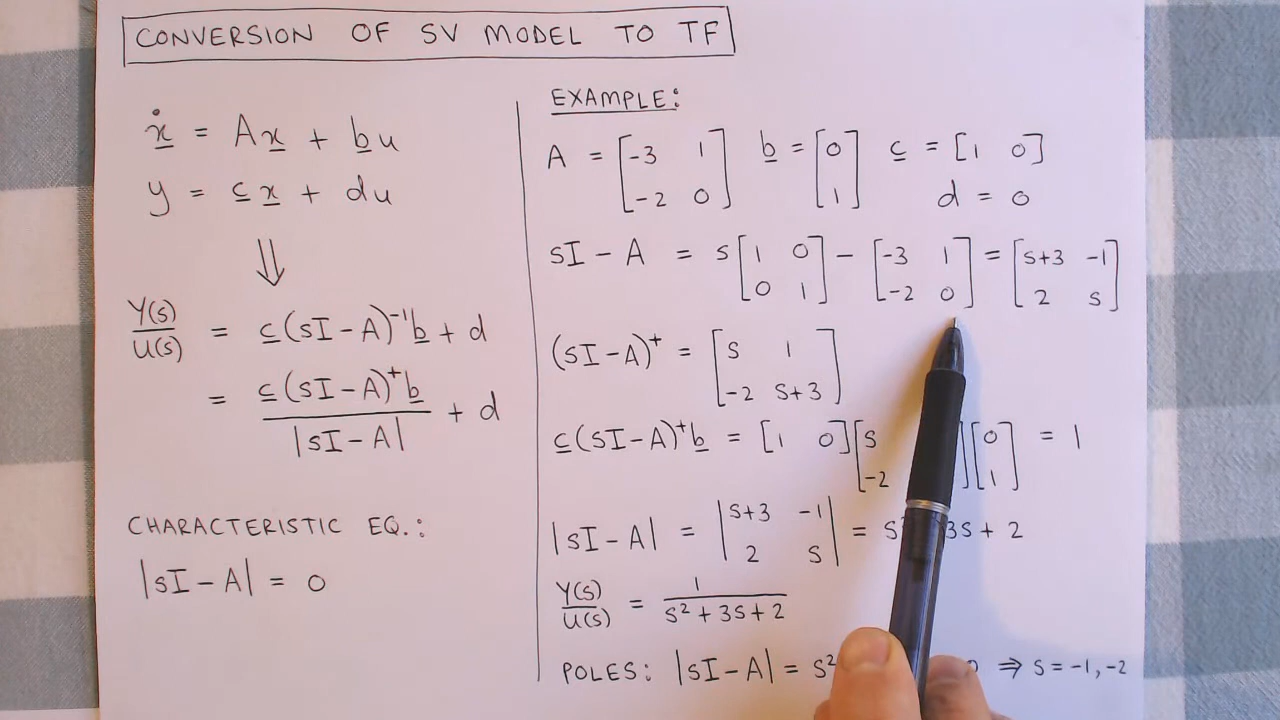 CONVERSION OF SV MODEL TO TF
ẋ = Ax + bu
y = cx + du
⇓
Y(s)/U(s) = c(sI-A)⁻¹b + d
= c(sI-A)⁺b / |sI-A| + d
CHARACTERISTIC EQ.:
|sI-A| = 0
EXAMPLE:
A = [-3 1; -2 0] b = [0; 1] c = [1 0]
d = 0
sI-A = s[1 0; 0 1] - [-3 1; -2 0] = [s+3 -1; 2 s]
(sI-A)⁺ = [s 1; -2 s+3]
c(sI-A)⁺b = [1 0][s ; -2 ][0; 1] = 1
|sI-A| = |s+3 -1; 2 s| = s² 3s + 2
Y(s)/U(s) = 1/(s²+3s+2)
POLES: |sI-A| = s² ⇒ s = -1, -2